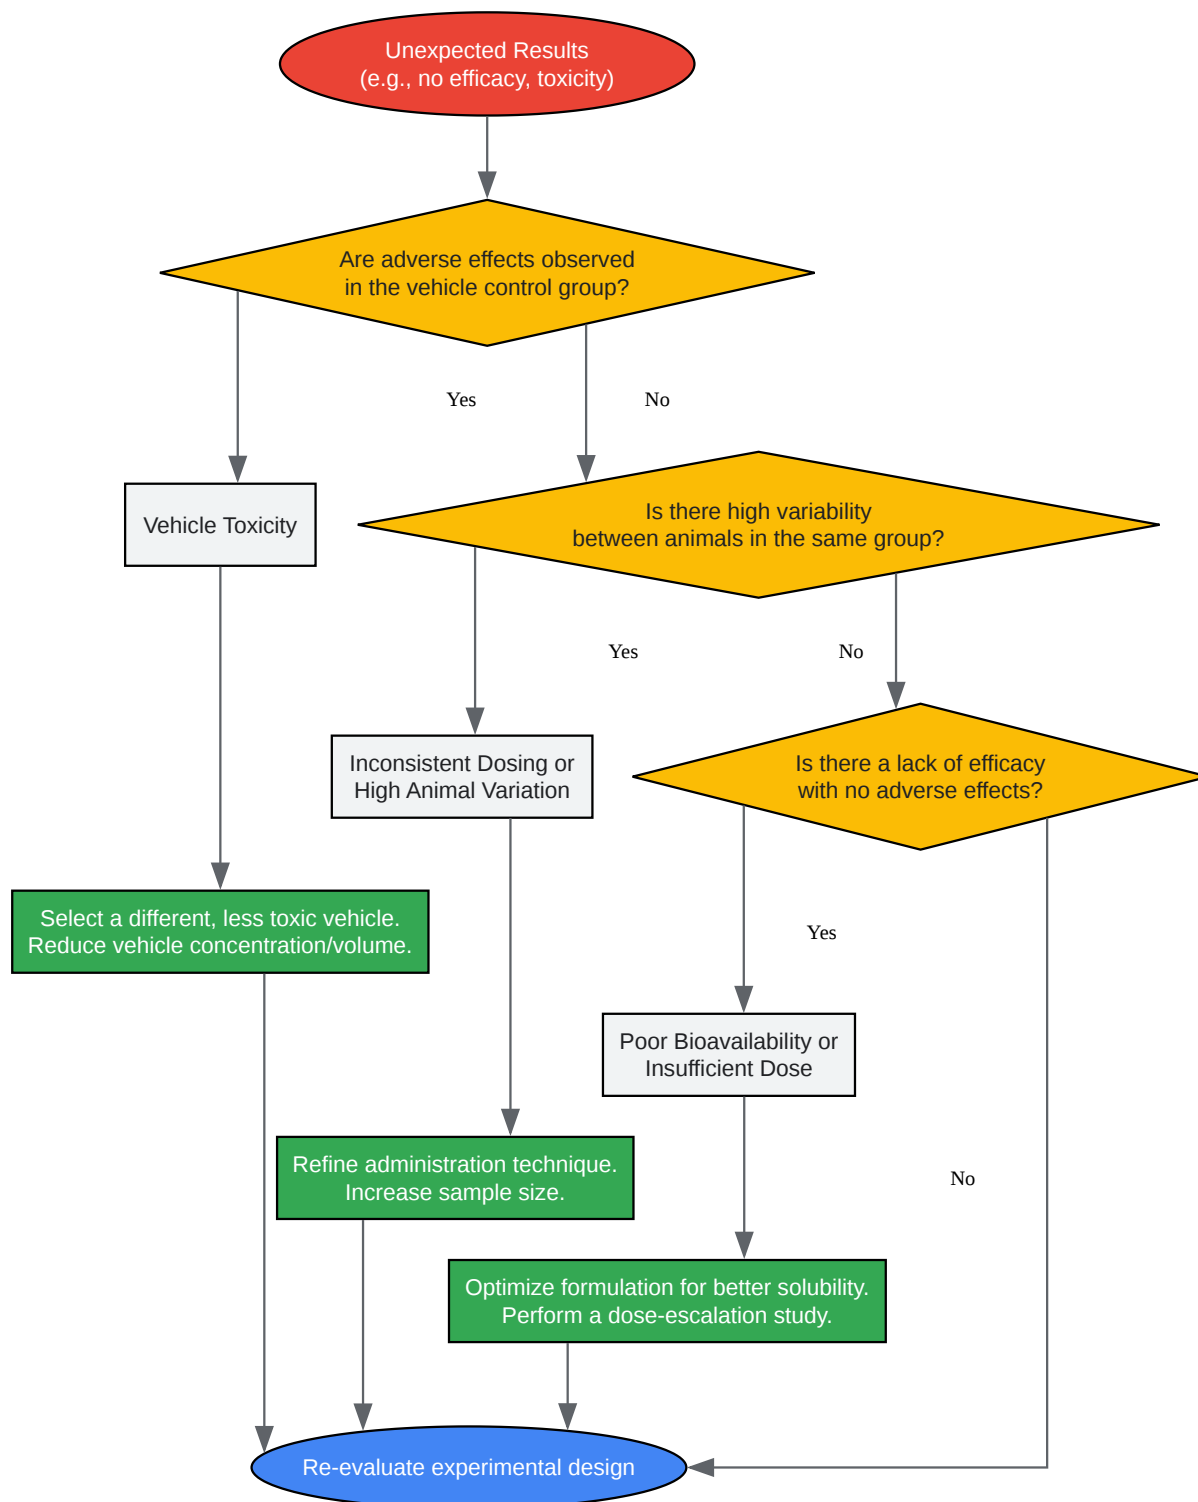 Unexpected Results
(e.g., no efficacy, toxicity)
Are adverse effects observed
in the vehicle control group?
Yes
No
Vehicle Toxicity
Is there high variability
between animals in the same group?
Yes
No
Inconsistent Dosing or
High Animal Variation
Is there a lack of efficacy
with no adverse effects?
Select a different, less toxic vehicle.
Reduce vehicle concentration/volume.
Yes
Poor Bioavailability or
Insufficient Dose
Refine administration technique.
Increase sample size.
No
Optimize formulation for better solubility.
Perform a dose-escalation study.
Re-evaluate experimental design